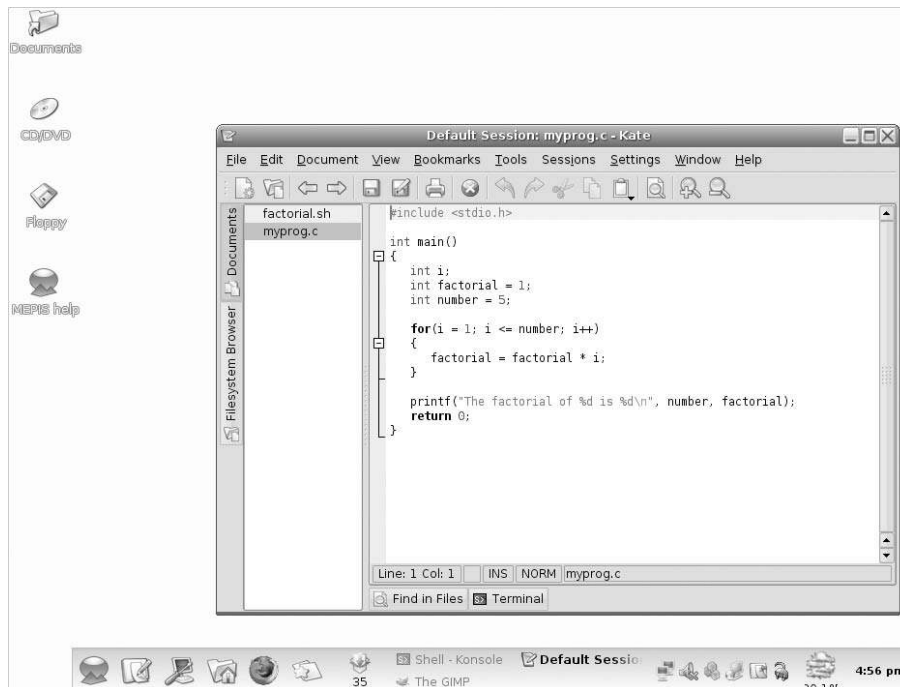 Documents
CD/DVD
Floppy
MEPIS help
Default Session: myprog.c - Kate
File Edit Document View Bookmarks Tools Sessions Settings Window Help
Documents
Filesystem Browser
factorial.sh
myprog.c
#include <stdio.h>
int main()
{
int i;
int factorial = 1;
int number = 5;
for(i = 1; i <= number; i++)
{
factorial = factorial * i;
}
printf("The factorial of %d is %d\n", number, factorial);
return 0;
}
Line: 1 Col: 1 INS NORM myprog.c
Find in Files Terminal
35
Shell - Konsole
The GIMP
Default Sessio
4:56 pm